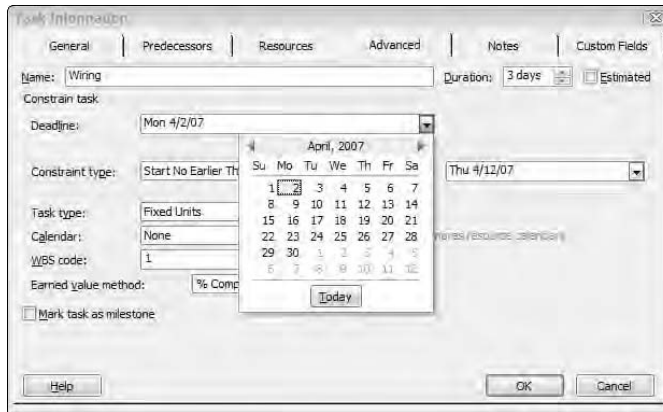 Task Information
General Predecessors Resources Advanced Notes Custom Fields
Name: Wiring Duration: 3 days Estimated
Constrain task
Deadline: Mon 4/2/07
April, 2007
Su Mo Tu We Th Fr Sa
Constraint type: Start No Earlier Th Thu 4/12/07
1 2 3 4 5 6 7
8 9 10 11 12 13 14
Task type: Fixed Units
15 16 17 18 19 20 21
Calendar: None 22 23 24 25 26 27 28
29 30 1 2 3 4 5
WBS code: 1
6 7 8 9 10 11 12
Earned value method: % Comp
Today
Mark task as milestone
Help OK Cancel